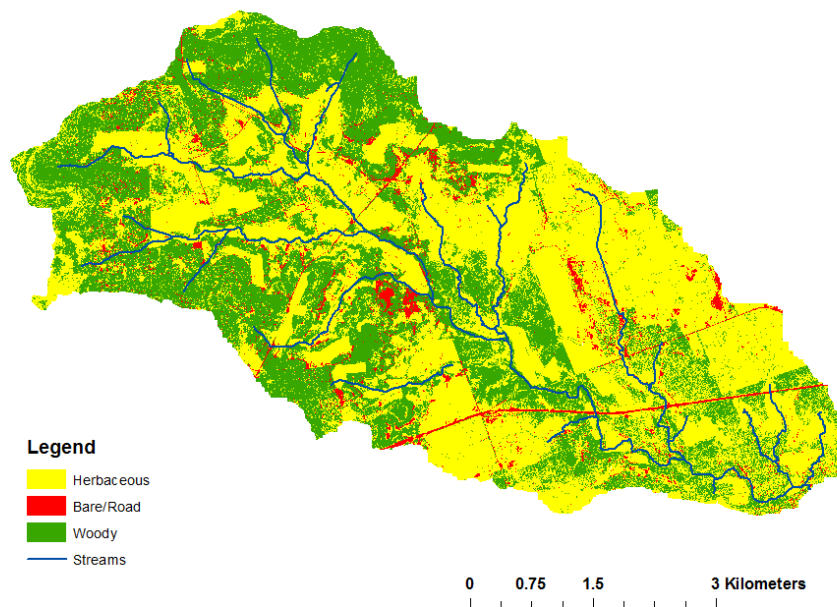 Legend
Herbaceous
Bare/Road
Woody
Streams
0 0.75 1.5 3 Kilometers